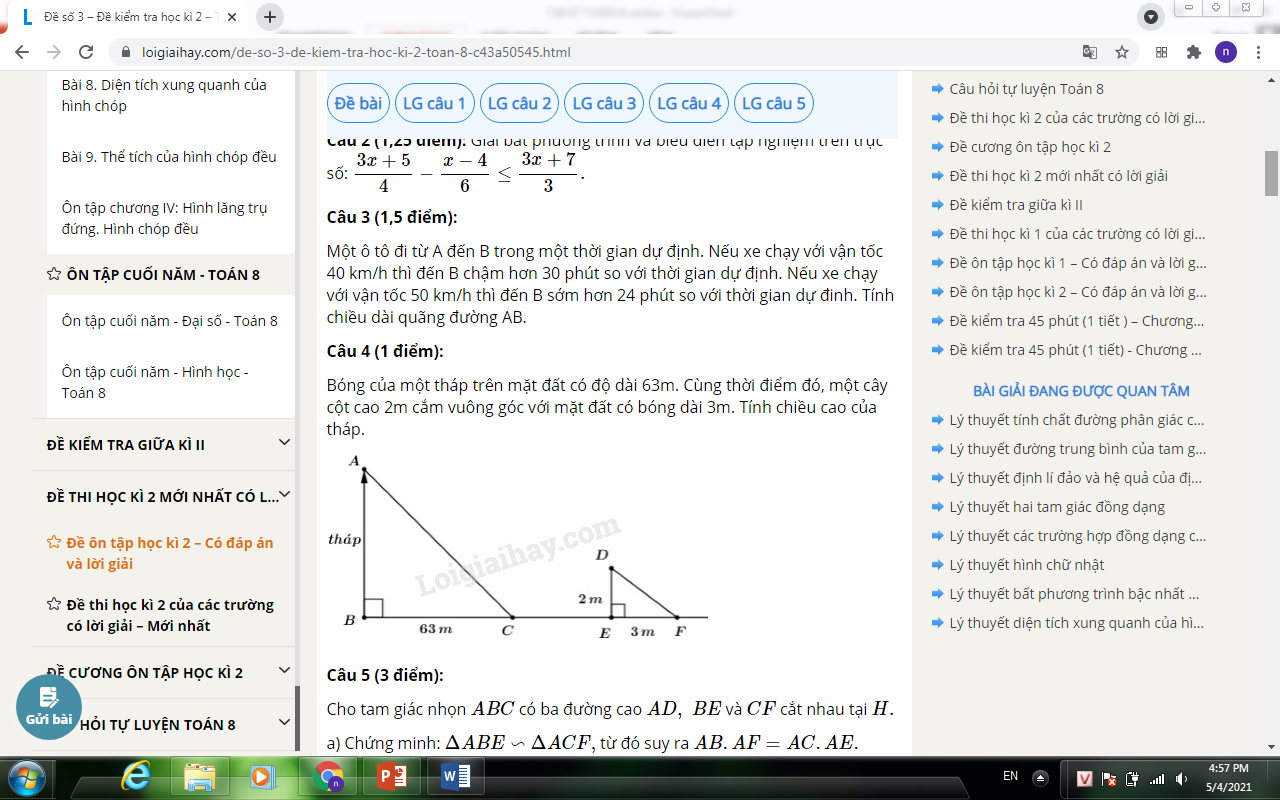 Đề số 3 – Đề kiểm tra học kì 2 –
loigiaihay.com/de-so-3-de-kiem-tra-hoc-ki-2-toan-8-c43a50545.html
n
Bài 8. Diện tích xung quanh của
hình chóp
Bài 9. Thể tích của hình chóp đều
Ôn tập chương IV: Hình lăng trụ
đứng. Hình chóp đều
ÔN TẬP CUỐI NĂM - TOÁN 8
Ôn tập cuối năm - Đại số - Toán 8
Ôn tập cuối năm - Hình học -
Toán 8
ĐỀ KIỂM TRA GIỮA KÌ II
ĐỀ THI HỌC KÌ 2 MỚI NHẤT CÓ L...
Đề ôn tập học kì 2 – Có đáp án
và lời giải
Đề thi học kì 2 của các trường
có lời giải – Mới nhất
ĐỀ CƯƠNG ÔN TẬP HỌC KÌ 2
HỎI TỰ LUYỆN TOÁN 8
Gửi bài
Đề bài LG câu 1 LG câu 2 LG câu 3 LG câu 4 LG câu 5
Câu 2 (1,25 điểm): Giải bất phương trình và biểu diễn tập nghiệm trên trục
số: (3x + 5)/4 − (x − 4)/6 ≤ (3x + 7)/3.
Câu 3 (1,5 điểm):
Một ô tô đi từ A đến B trong một thời gian dự định. Nếu xe chạy với vận tốc
40 km/h thì đến B chậm hơn 30 phút so với thời gian dự định. Nếu xe chạy
với vận tốc 50 km/h thì đến B sớm hơn 24 phút so với thời gian dự đinh. Tính
chiều dài quãng đường AB.
Câu 4 (1 điểm):
Bóng của một tháp trên mặt đất có độ dài 63m. Cùng thời điểm đó, một cây
cột cao 2m cắm vuông góc với mặt đất có bóng dài 3m. Tính chiều cao của
tháp.
A
tháp
Loigiaihay.com
D
2 m
B 63 m C E 3 m F
Câu 5 (3 điểm):
Cho tam giác nhọn ABC có ba đường cao AD, BE và CF cắt nhau tại H.
a) Chứng minh: ΔABE ∽ ΔACF, từ đó suy ra AB. AF = AC. AE.
Câu hỏi tự luyện Toán 8
Đề thi học kì 2 của các trường có lời gi...
Đề cương ôn tập học kì 2
Đề thi học kì 2 mới nhất có lời giải
Đề kiểm tra giữa kì II
Đề thi học kì 1 của các trường có lời gi...
Đề ôn tập học kì 1 – Có đáp án và lời g...
Đề ôn tập học kì 2 – Có đáp án và lời g...
Đề kiểm tra 45 phút (1 tiết ) – Chương...
Đề kiểm tra 45 phút (1 tiết) - Chương ...
BÀI GIẢI ĐANG ĐƯỢC QUAN TÂM
Lý thuyết tính chất đường phân giác c...
Lý thuyết đường trung bình của tam g...
Lý thuyết định lí đảo và hệ quả của đị...
Lý thuyết hai tam giác đồng dạng
Lý thuyết các trường hợp đồng dạng c...
Lý thuyết hình chữ nhật
Lý thuyết bất phương trình bậc nhất ...
Lý thuyết diện tích xung quanh của hì...
EN
4:57 PM
5/4/2021